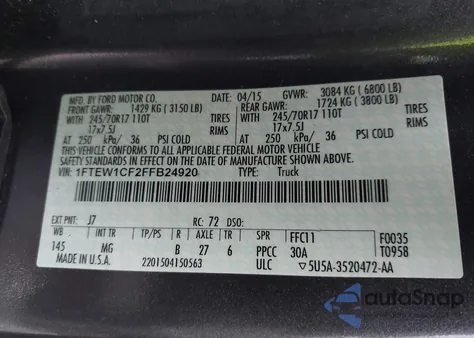 MFD. BY FORD MOTOR CO. 04/15 GVWR: 3084 KG (6800 LB)
FRONT GAWR: 1429 KG (3150 LB) REAR GAWR: 1724 KG (3800 LB)
245/70R17 110T TIRES 245/70R17 110T TIRES
17x7.5J RIMS 17x7.5J RIMS
AT 250 kPa/ 36 PSI COLD AT 250 kPa/ 36 PSI COLD
THIS VEHICLE CONFORMS TO ALL APPLICABLE FEDERAL MOTOR VEHICLE
SAFETY STANDARDS IN EFFECT ON THE DATE OF MANUFACTURE SHOWN ABOVE.
VIN: 1FTEW1CF2FFB24920 TYPE: Truck
EXT PNT: J7 RC: 72 DSO:
WB INT TR TP/PS R AXLE TR SPR FFC11 F0035
145 MG B 27 6 PPCC 30A T0958
MADE IN U.S.A. 2201504150563 ULC ▽5U5A-3520472-AA
autoSnap